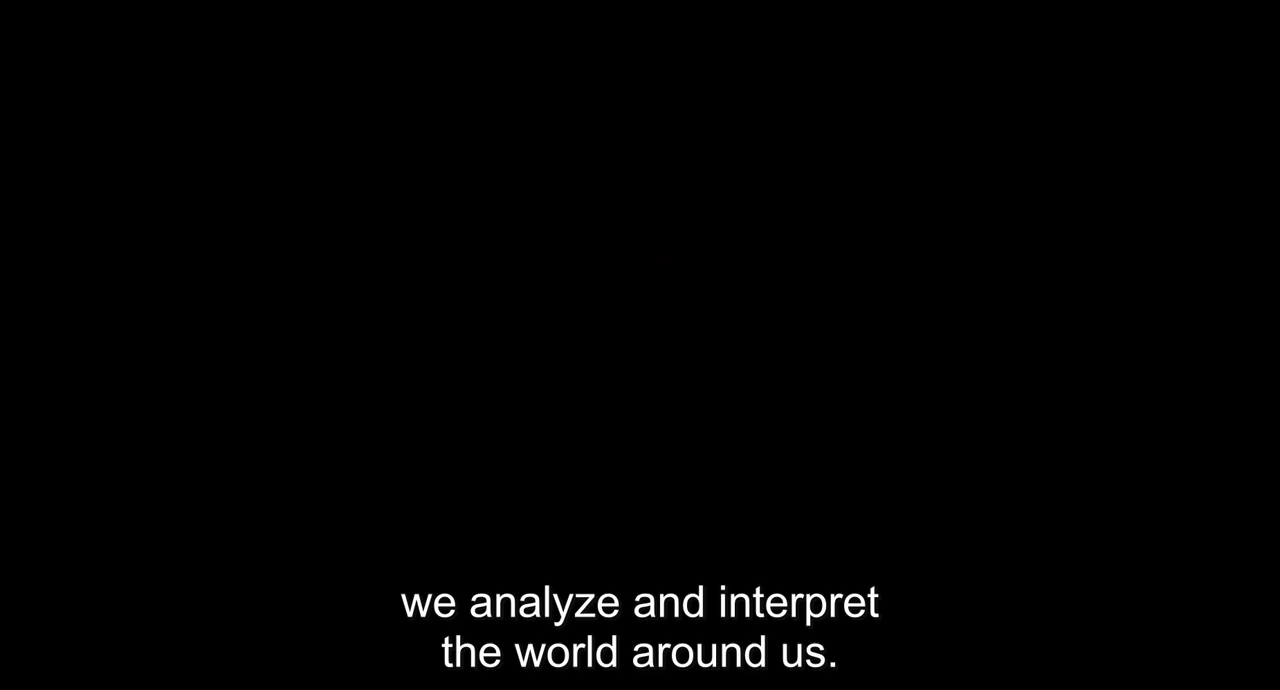 we analyze and interpret
the world around us.